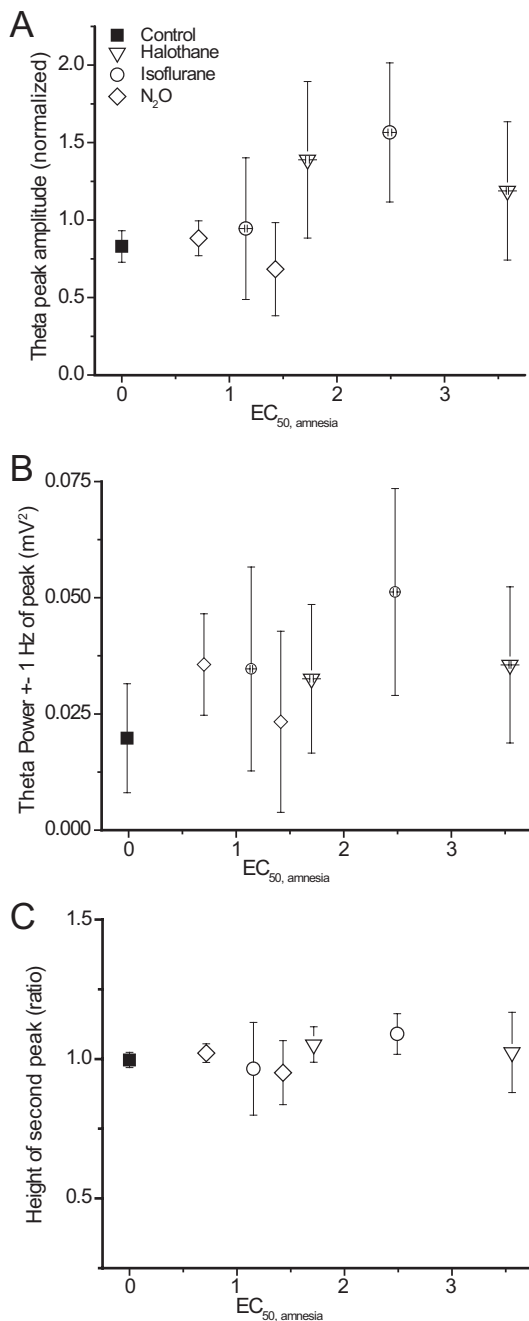 A
Control
Halothane
Isoflurane
N₂O
Theta peak amplitude (normalized)
2.0
1.5
1.0
0.5
0.0
0 1 2 3
EC₅₀, amnesia
B
Theta Power +- 1 Hz of peak (mV²)
0.075
0.050
0.025
0.000
0 1 2 3
EC₅₀, amnesia
C
Height of second peak (ratio)
1.5
1.0
0.5
0 1 2 3
EC₅₀, amnesia